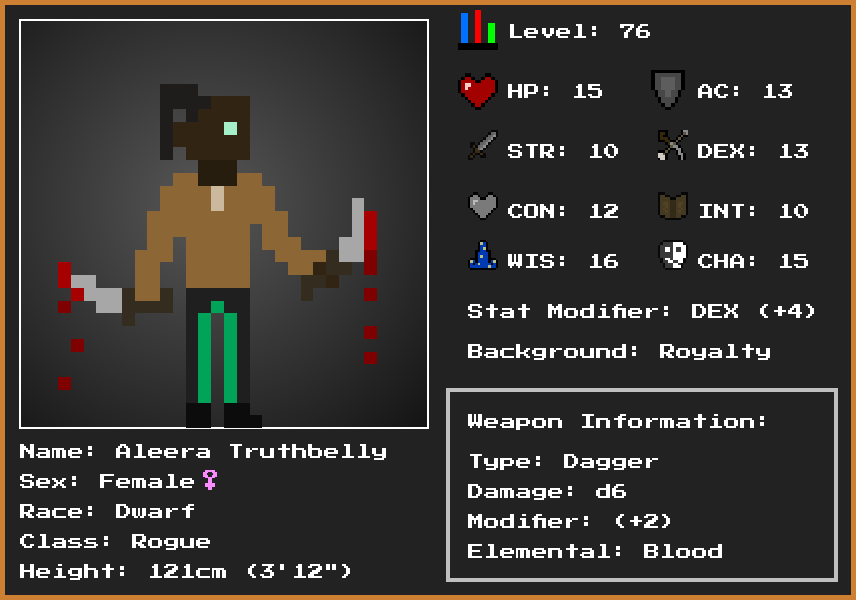 Level: 76
HP: 15 AC: 13
STR: 10 DEX: 13
CON: 12 INT: 10
WIS: 16 CHA: 15
Stat Modifier: DEX (+4)
Background: Royalty
Weapon Information:
Type: Dagger
Damage: d6
Modifier: (+2)
Elemental: Blood
Name: Aleera Truthbelly
Sex: Female♀
Race: Dwarf
Class: Rogue
Height: 121cm (3'12")